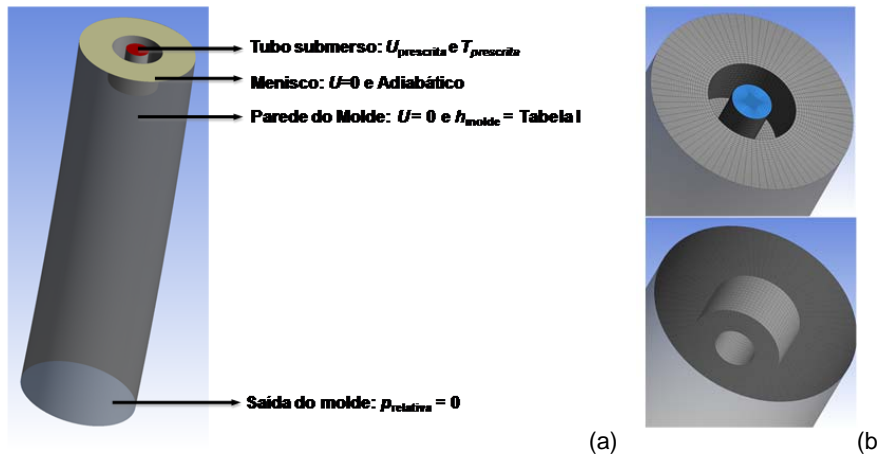 Tubo submerso: Uprescrita e Tprescrita
Menisco: U=0 e Adiabático
Parede do Molde: U= 0 e hmolde = Tabela I
Saída do molde: prelativa = 0
(a)
(b